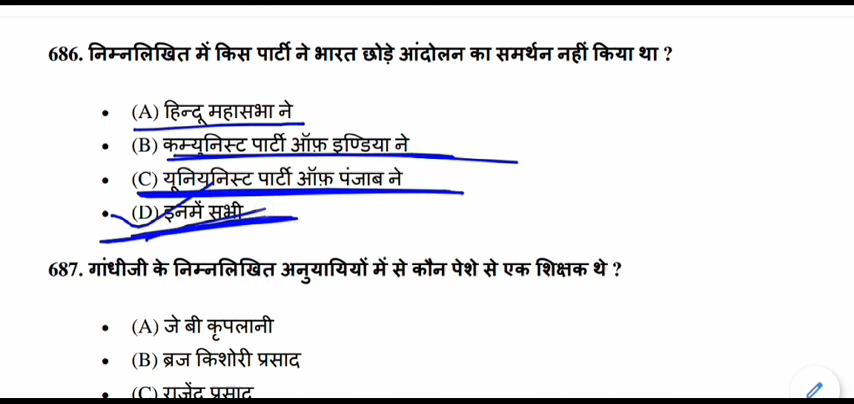 686. निम्नलिखित में किस पार्टी ने भारत छोड़े आंदोलन का समर्थन नहीं किया था ?
• (A) हिन्दू महासभा ने
• (B) कम्युनिस्ट पार्टी ऑफ़ इण्डिया ने
• (C) यूनियनिस्ट पार्टी ऑफ़ पंजाब ने
• (D) इनमें सभी
687. गांधीजी के निम्नलिखित अनुयायियों में से कौन पेशे से एक शिक्षक थे ?
• (A) जे बी कृपलानी
• (B) ब्रज किशोरी प्रसाद
• (C) राजेंद्र प्रसाद